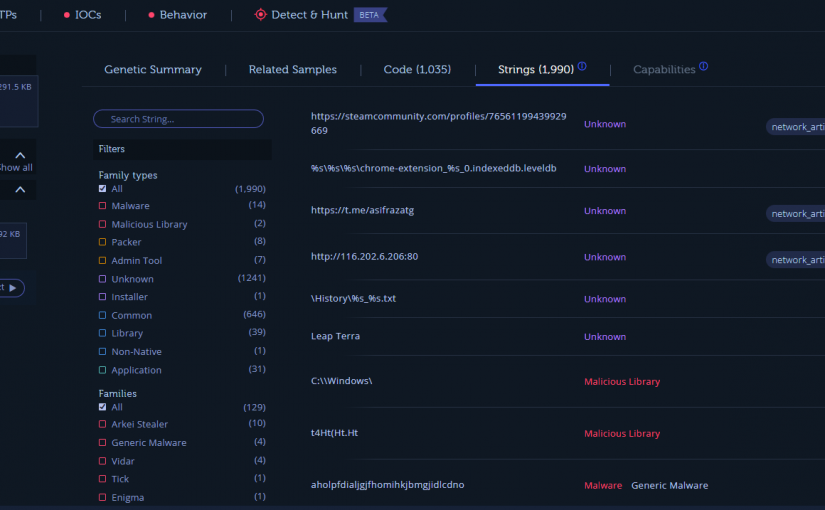 TPs IOCs Behavior Detect & Hunt BETA
Genetic Summary Related Samples Code (1,035) Strings (1,990) Capabilities
291.5 KB
Show all
92 KB
Search String...
Filters
Family types
All (1,990)
Malware (14)
Malicious Library (2)
Packer (8)
Admin Tool (7)
Unknown (1241)
Installer (1)
Common (646)
Library (39)
Non-Native (1)
Application (31)
Families
All (129)
Arkei Stealer (10)
Generic Malware (4)
Vidar (4)
Tick (1)
Enigma (1)
https://steamcommunity.com/profiles/76561199439929
669 Unknown network_arti
%s\%s\%s\chrome-extension_%s_0.indexeddb.leveldb Unknown
https://t.me/asifrazatg Unknown network_arti
http://116.202.6.206:80 Unknown network_arti
\History\%s_%s.txt Unknown
Leap Terra Unknown
C:\\Windows\ Malicious Library
t4Ht(Ht.Ht Malicious Library
aholpfdialjgjfhomihkjbmgjidlcdno Malware Generic Malware